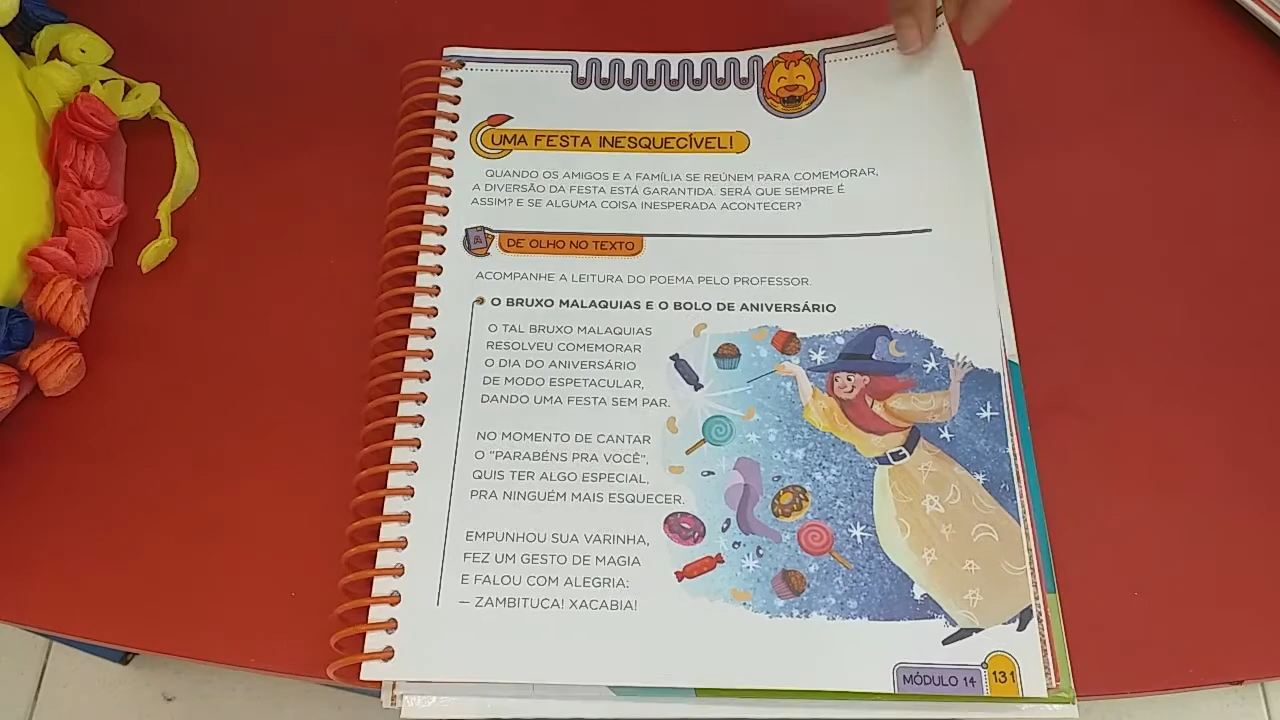 UMA FESTA INESQUECÍVEL!
QUANDO OS AMIGOS E A FAMÍLIA SE REÚNEM PARA COMEMORAR,
A DIVERSÃO DA FESTA ESTÁ GARANTIDA. SERÁ QUE SEMPRE É
ASSIM? E SE ALGUMA COISA INESPERADA ACONTECER?
A
DE OLHO NO TEXTO
ACOMPANHE A LEITURA DO POEMA PELO PROFESSOR.
O BRUXO MALAQUIAS E O BOLO DE ANIVERSÁRIO
O TAL BRUXO MALAQUIAS
RESOLVEU COMEMORAR
O DIA DO ANIVERSÁRIO
DE MODO ESPETACULAR,
DANDO UMA FESTA SEM PAR.
NO MOMENTO DE CANTAR
O "PARABÉNS PRA VOCÊ",
QUIS TER ALGO ESPECIAL,
PRA NINGUÉM MAIS ESQUECER.
EMPUNHOU SUA VARINHA,
FEZ UM GESTO DE MAGIA
E FALOU COM ALEGRIA:
— ZAMBITUCA! XACABIA!
MÓDULO 14
131